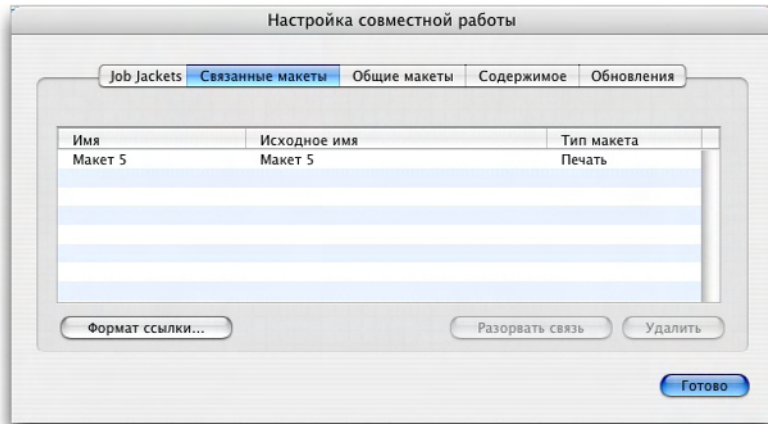 Настройка совместной работы
Job Jackets Связанные макеты Общие макеты Содержимое Обновления
Имя Исходное имя Тип макета
Макет 5 Макет 5 Печать
Формат ссылки... Разорвать связь Удалить
Готово